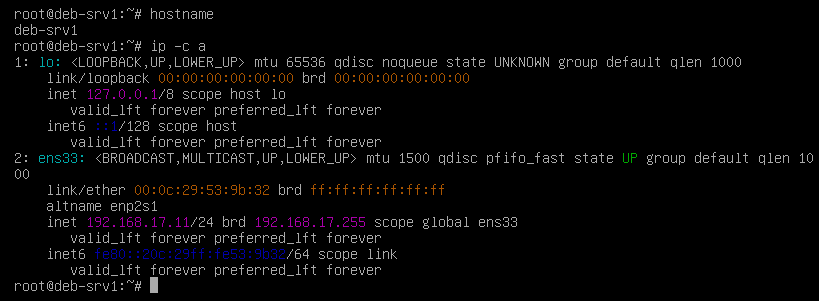 root@deb-srv1:~# hostname
deb-srv1
root@deb-srv1:~# ip -c a
1: lo: <LOOPBACK,UP,LOWER_UP> mtu 65536 qdisc noqueue state UNKNOWN group default qlen 1000
    link/loopback 00:00:00:00:00:00 brd 00:00:00:00:00:00
    inet 127.0.0.1/8 scope host lo
       valid_lft forever preferred_lft forever
    inet6 ::1/128 scope host
       valid_lft forever preferred_lft forever
2: ens33: <BROADCAST,MULTICAST,UP,LOWER_UP> mtu 1500 qdisc pfifo_fast state UP group default qlen 10
00
    link/ether 00:0c:29:53:9b:32 brd ff:ff:ff:ff:ff:ff
    altname enp2s1
    inet 192.168.17.11/24 brd 192.168.17.255 scope global ens33
       valid_lft forever preferred_lft forever
    inet6 fe80::20c:29ff:fe53:9b32/64 scope link
       valid_lft forever preferred_lft forever
root@deb-srv1:~#